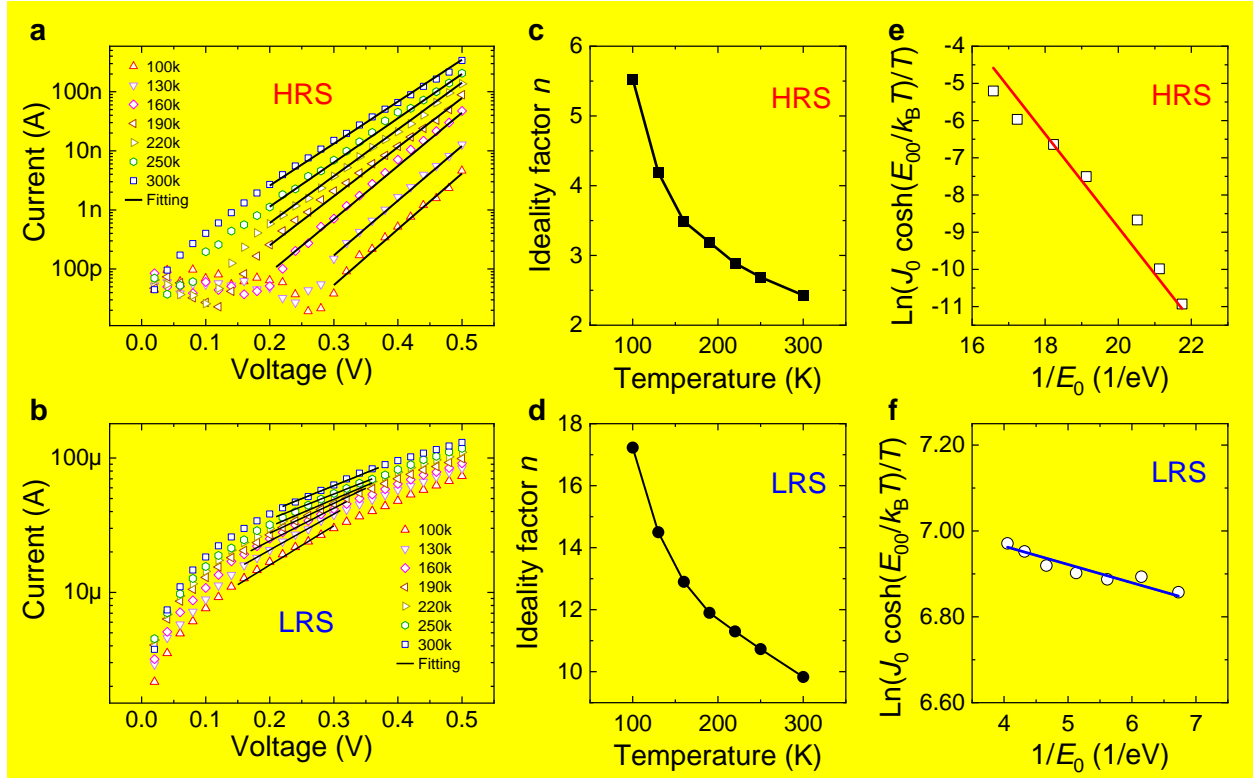 a
HRS
100k
130k
160k
190k
220k
250k
300k
Fitting
100n
10n
1n
100p
Current (A)
0.0 0.1 0.2 0.3 0.4 0.5
Voltage (V)
c
HRS
6
5
4
3
2
Ideality factor n
100 200 300
Temperature (K)
e
HRS
-4
-5
-6
-7
-8
-9
-10
-11
Ln(J0 cosh(E00/kB T)/T)
16 18 20 22
1/E0 (1/eV)
b
LRS
100k
130k
160k
190k
220k
250k
300k
Fitting
100µ
10µ
Current (A)
0.0 0.1 0.2 0.3 0.4 0.5
Voltage (V)
d
LRS
18
16
14
12
10
Ideality factor n
100 200 300
Temperature (K)
f
LRS
7.20
7.00
6.80
6.60
Ln(J0 cosh(E00/kB T)/T)
4 5 6 7
1/E0 (1/eV)